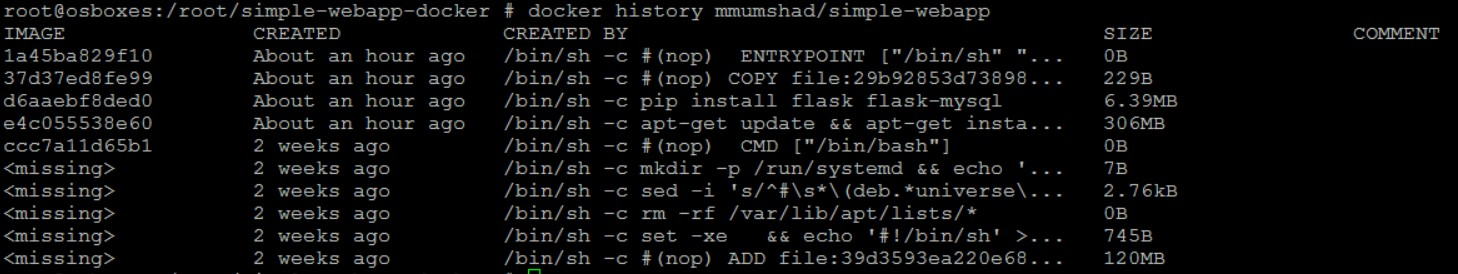 root@osboxes:/root/simple-webapp-docker # docker history mmumshad/simple-webapp
IMAGE CREATED CREATED BY SIZE COMMENT
1a45ba829f10 About an hour ago /bin/sh -c #(nop) ENTRYPOINT ["/bin/sh" "... 0B
37d37ed8fe99 About an hour ago /bin/sh -c #(nop) COPY file:29b92853d73898... 229B
d6aaebf8ded0 About an hour ago /bin/sh -c pip install flask flask-mysql 6.39MB
e4c055538e60 About an hour ago /bin/sh -c apt-get update && apt-get insta... 306MB
ccc7a11d65b1 2 weeks ago /bin/sh -c #(nop) CMD ["/bin/bash"] 0B
<missing> 2 weeks ago /bin/sh -c mkdir -p /run/systemd && echo '... 7B
<missing> 2 weeks ago /bin/sh -c sed -i 's/^#\s*\(deb.*universe\... 2.76kB
<missing> 2 weeks ago /bin/sh -c rm -rf /var/lib/apt/lists/* 0B
<missing> 2 weeks ago /bin/sh -c set -xe && echo '#!/bin/sh' >... 745B
<missing> 2 weeks ago /bin/sh -c #(nop) ADD file:39d3593ea220e68... 120MB